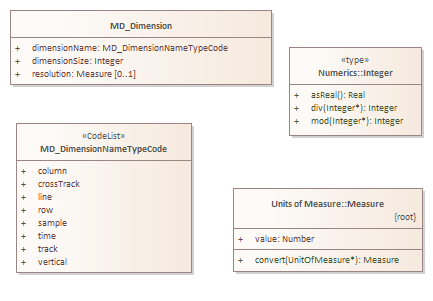 MD_Dimension
+ dimensionName: MD_DimensionNameTypeCode
+ dimensionSize: Integer
+ resolution: Measure [0..1]
«type»
Numerics::Integer
+ asReal(): Real
+ div(Integer*): Integer
+ mod(Integer*): Integer
«CodeList»
MD_DimensionNameTypeCode
+ column
+ crossTrack
+ line
+ row
+ sample
+ time
+ track
+ vertical
Units of Measure::Measure
{root}
+ value: Number
+ convert(UnitOfMeasure*): Measure